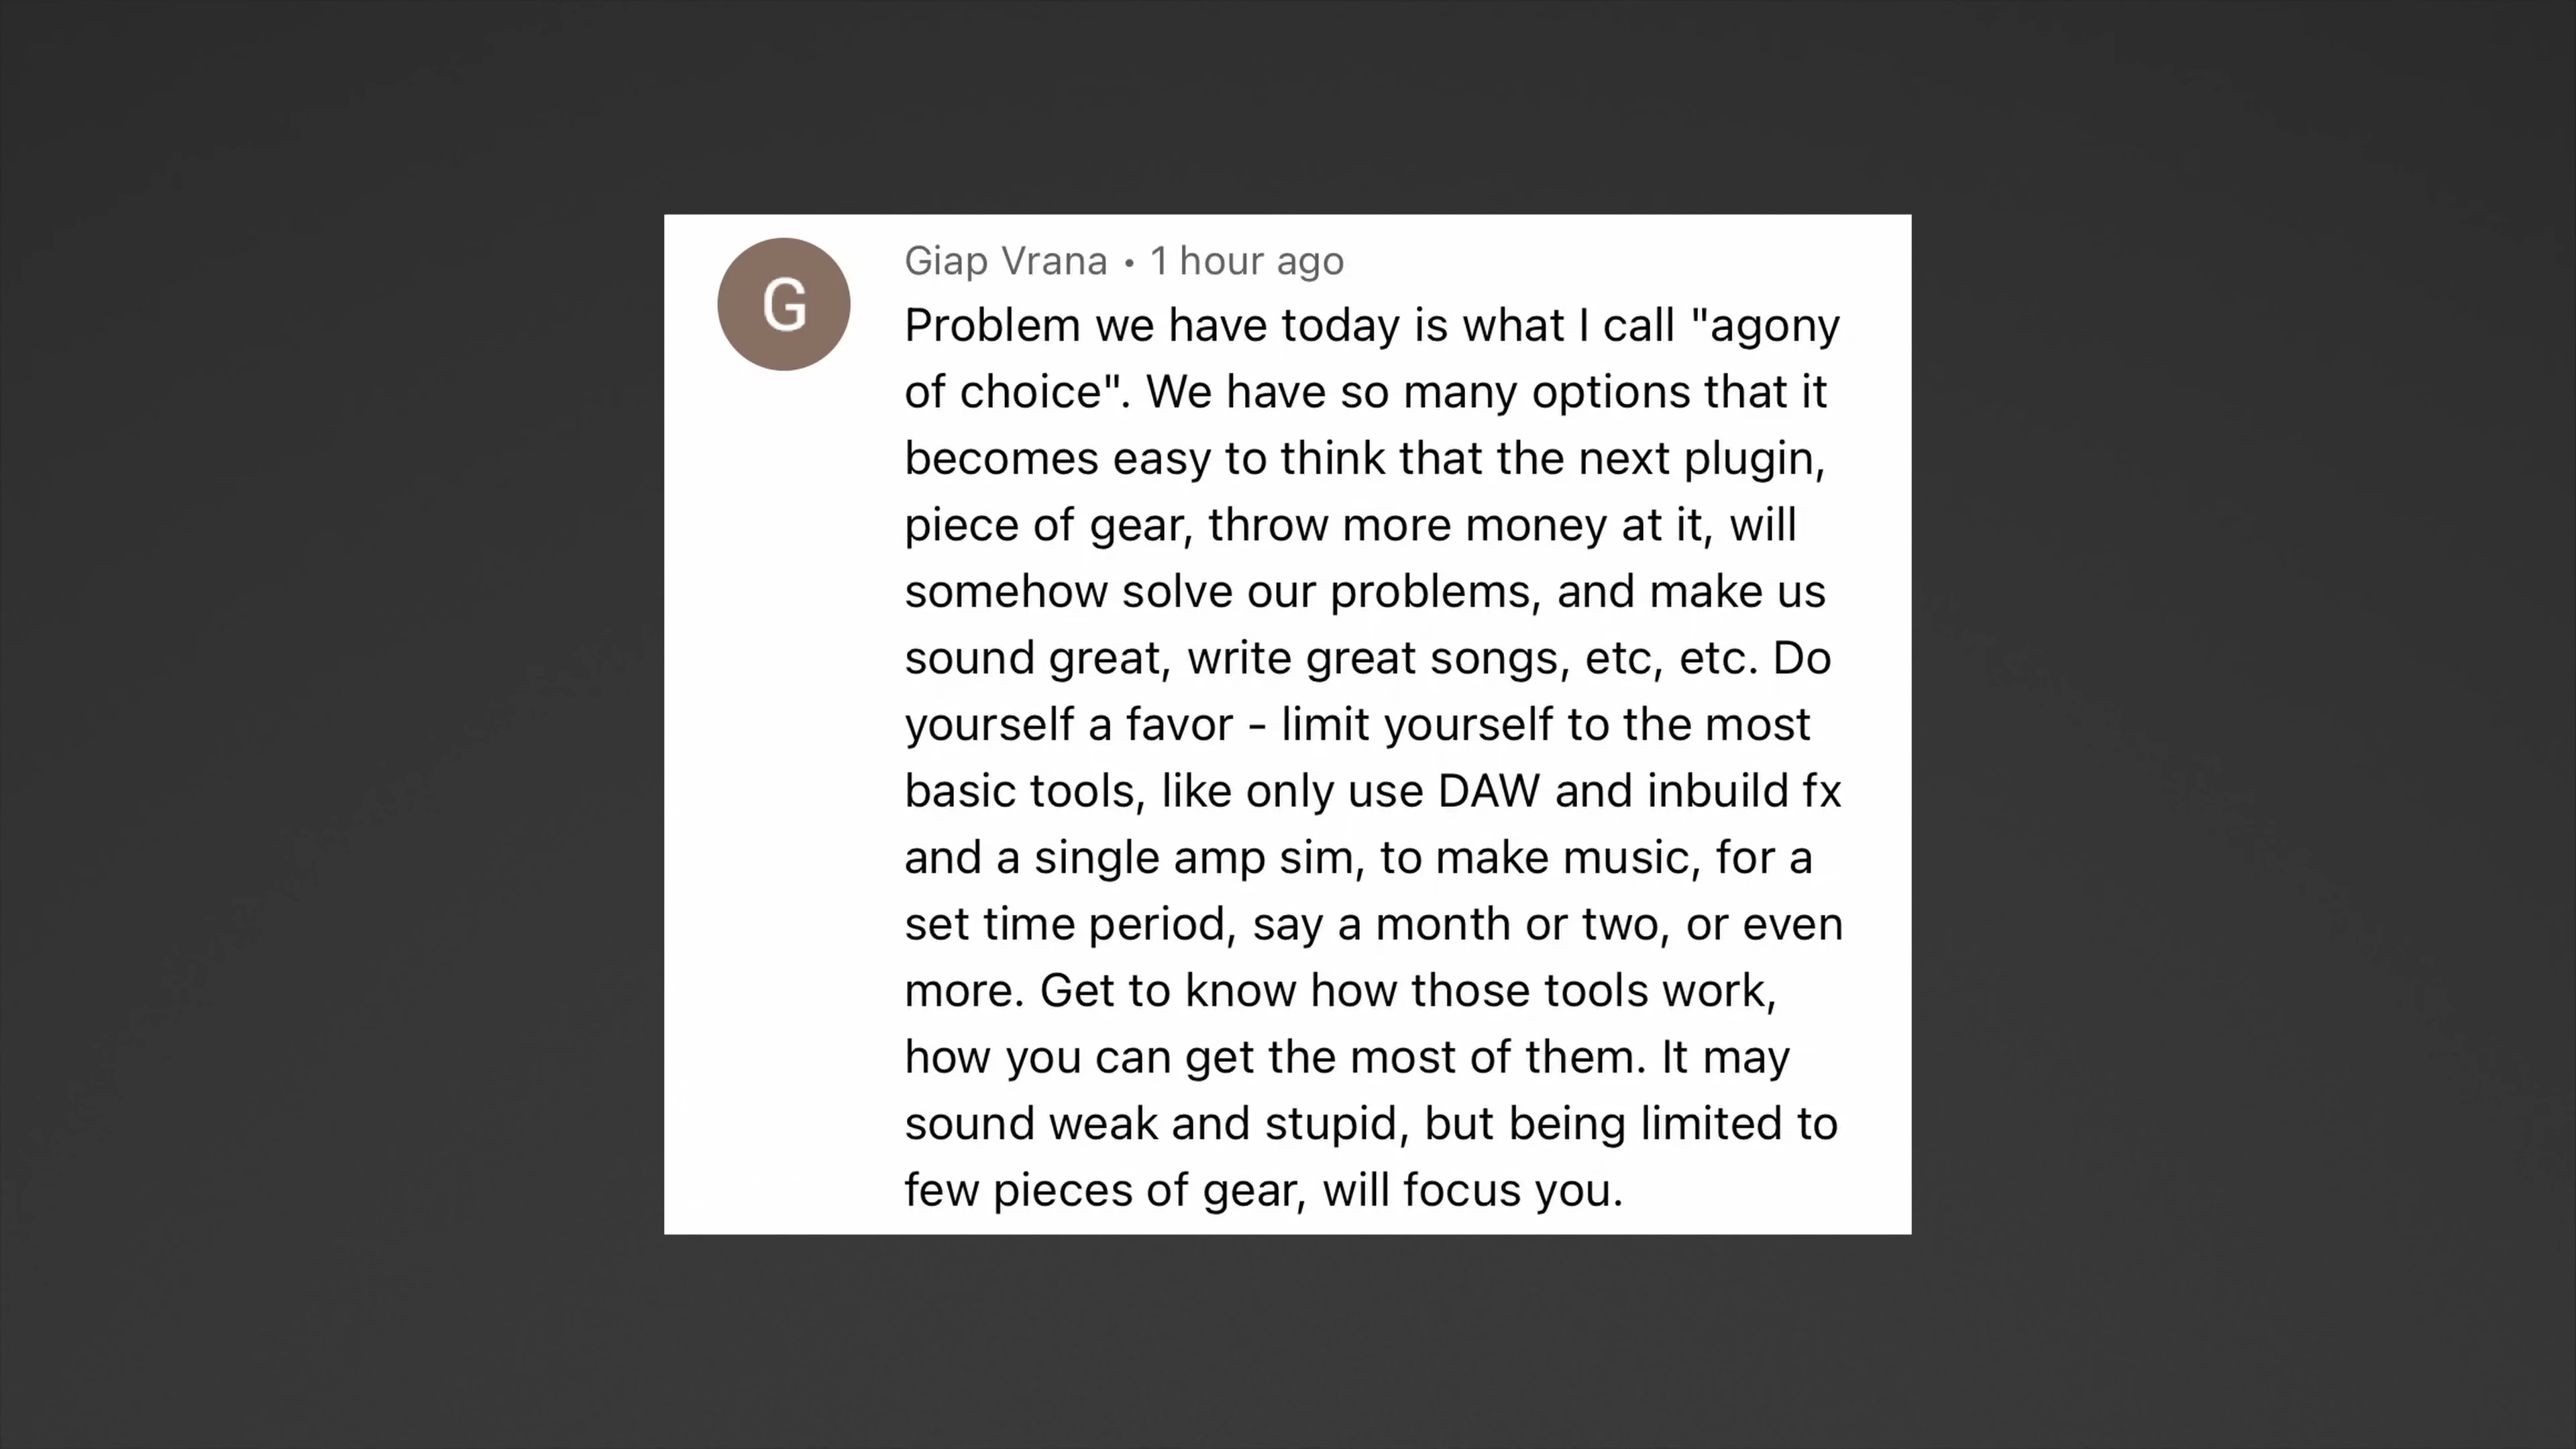 G
Giap Vrana • 1 hour ago
Problem we have today is what I call "agony
of choice". We have so many options that it
becomes easy to think that the next plugin,
piece of gear, throw more money at it, will
somehow solve our problems, and make us
sound great, write great songs, etc, etc. Do
yourself a favor - limit yourself to the most
basic tools, like only use DAW and inbuild fx
and a single amp sim, to make music, for a
set time period, say a month or two, or even
more. Get to know how those tools work,
how you can get the most of them. It may
sound weak and stupid, but being limited to
few pieces of gear, will focus you.